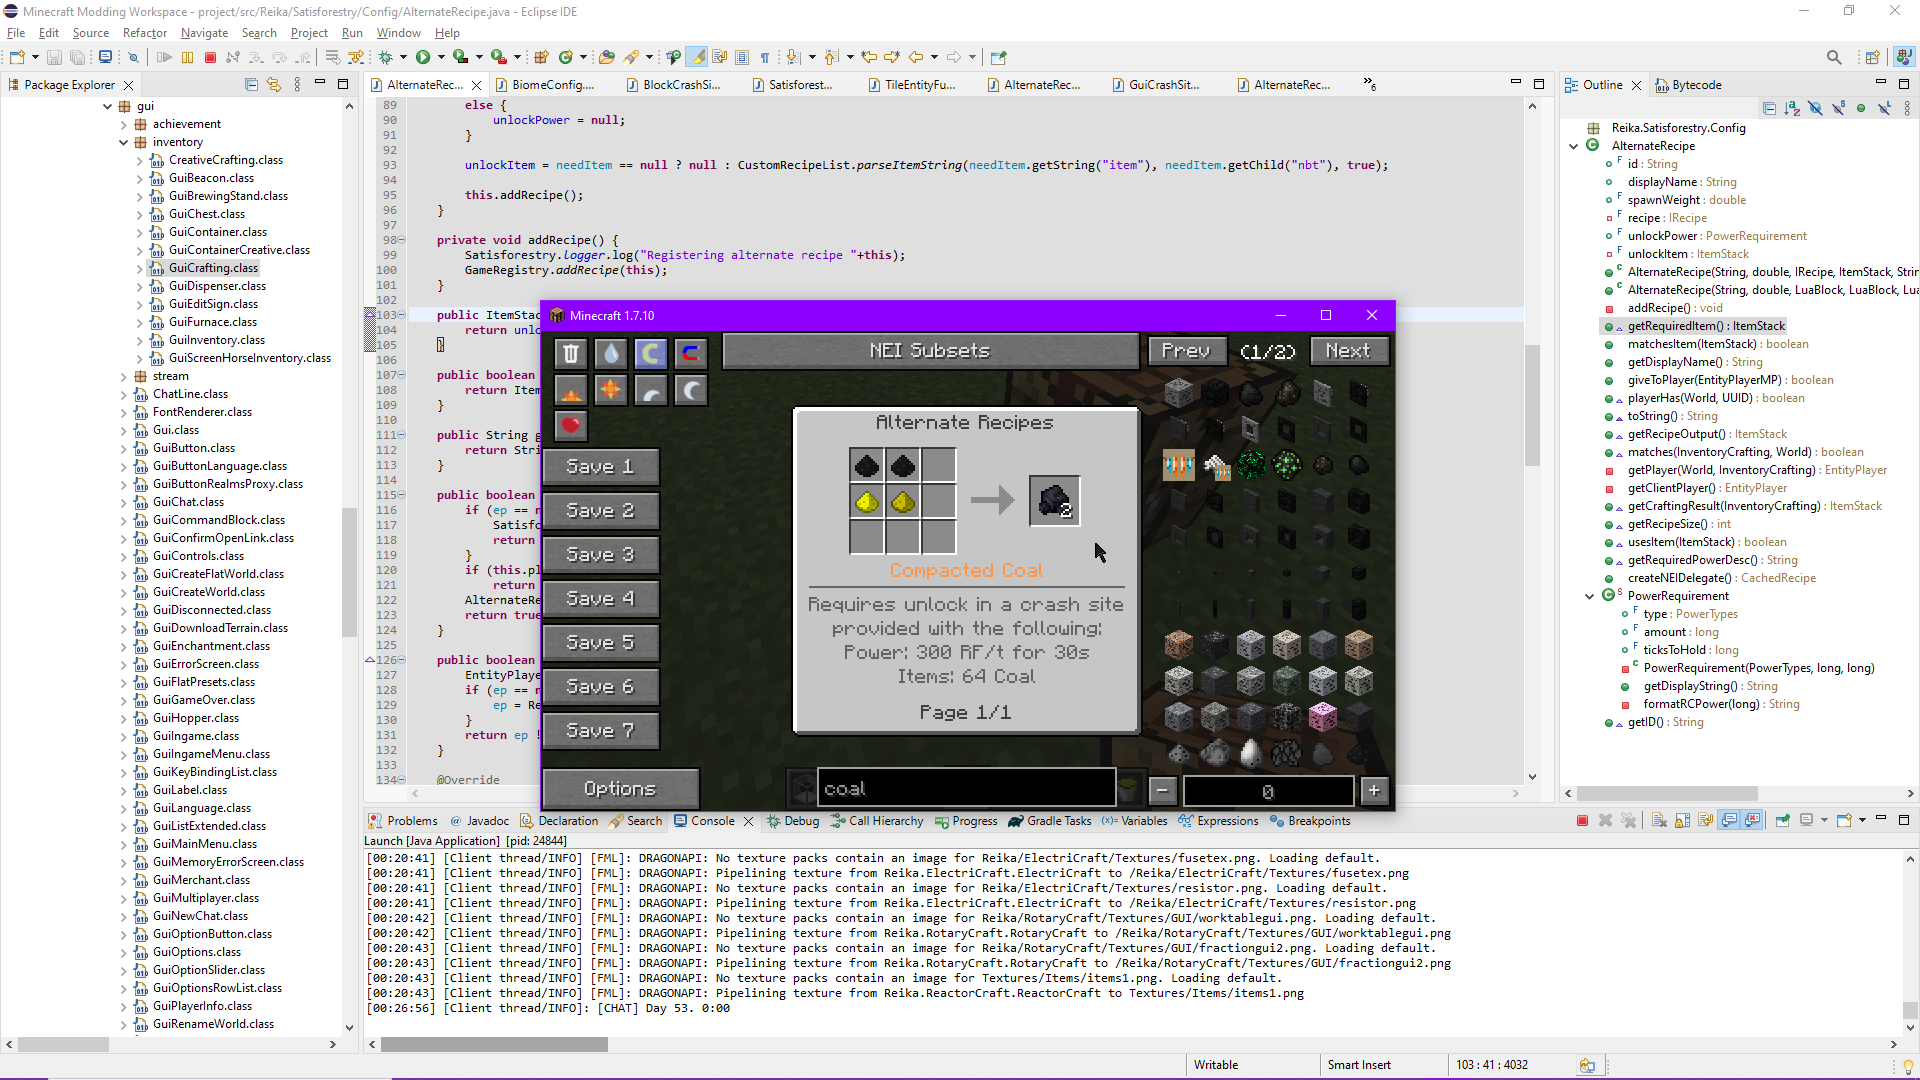 Minecraft Modding Workspace - project/src/Reika/Satisforestry/Config/AlternateRecipe.java - Eclipse IDE
File Edit Source Refactor Navigate Search Project Run Window Help
Package Explorer
gui
achievement
inventory
CreativeCrafting.class
GuiBeacon.class
GuiBrewingStand.class
GuiChest.class
GuiContainer.class
GuiContainerCreative.class
GuiCrafting.class
GuiDispenser.class
GuiEditSign.class
GuiFurnace.class
GuiInventory.class
GuiScreenHorseInventory.class
stream
ChatLine.class
FontRenderer.class
Gui.class
GuiButton.class
GuiButtonLanguage.class
GuiButtonRealmsProxy.class
GuiChat.class
GuiCommandBlock.class
GuiConfirmOpenLink.class
GuiControls.class
GuiCreateFlatWorld.class
GuiCreateWorld.class
GuiDisconnected.class
GuiDownloadTerrain.class
GuiEnchantment.class
GuiErrorScreen.class
GuiFlatPresets.class
GuiGameOver.class
GuiHopper.class
GuiIngame.class
GuiIngameMenu.class
GuiKeyBindingList.class
GuiLabel.class
GuiLanguage.class
GuiListExtended.class
GuiMainMenu.class
GuiMemoryErrorScreen.class
GuiMerchant.class
GuiMultiplayer.class
GuiNewChat.class
GuiOptionButton.class
GuiOptions.class
GuiOptionSlider.class
GuiOptionsRowList.class
GuiPlayerInfo.class
GuiRenameWorld.class
AlternateRec... BiomeConfig.... BlockCrashSi... Satisforest... TileEntityFu... AlternateRec... GuiCrashSit... AlternateRec... 6
89 else {
90 unlockPower = null;
91 }
92
93 unlockItem = needItem == null ? null : CustomRecipeList.parseItemString(needItem.getString("item"), needItem.getChild("nbt"), true);
94
95 this.addRecipe();
96 }
97
98 private void addRecipe() {
99 Satisforestry.logger.log("Registering alternate recipe "+this);
100 GameRegistry.addRecipe(this);
101 }
102
103 public ItemStac
104 return unlo
105 }
106
107 public boolean
108 return Item
109 }
110
111 public String g
112 return Stri
113 }
114
115 public boolean
116 if (ep == n
117 Satisfo
118 return
119 }
120 if (this.pl
121 return
122 AlternateRe
123 return true
124 }
125
126 public boolean
127 EntityPlaye
128 if (ep == n
129 ep = Re
130 }
131 return ep !
132 }
133
134 @Override
Minecraft 1.7.10
NEI Subsets
Prev (1/2) Next
Save 1
Save 2
Save 3
Save 4
Save 5
Save 6
Save 7
Options
Alternate Recipes
2
Compacted Coal
Requires unlock in a crash site
provided with the following:
Power: 300 RF/t for 30s
Items: 64 Coal
Page 1/1
coal
- 0 +
Outline Bytecode
Reika.Satisforestry.Config
AlternateRecipe
id : String
displayName : String
spawnWeight : double
recipe : IRecipe
unlockPower : PowerRequirement
unlockItem : ItemStack
AlternateRecipe(String, double, IRecipe, ItemStack, Strin
AlternateRecipe(String, double, LuaBlock, LuaBlock, Lua
addRecipe() : void
getRequiredItem() : ItemStack
matchesItem(ItemStack) : boolean
getDisplayName() : String
giveToPlayer(EntityPlayerMP) : boolean
playerHas(World, UUID) : boolean
toString() : String
getRecipeOutput() : ItemStack
matches(InventoryCrafting, World) : boolean
getPlayer(World, InventoryCrafting) : EntityPlayer
getClientPlayer() : EntityPlayer
getCraftingResult(InventoryCrafting) : ItemStack
getRecipeSize() : int
usesItem(ItemStack) : boolean
getRequiredPowerDesc() : String
createNEIDelegate() : CachedRecipe
PowerRequirement
type : PowerTypes
amount : long
ticksToHold : long
PowerRequirement(PowerTypes, long, long)
getDisplayString() : String
formatRCPower(long) : String
getID() : String
Problems @ Javadoc Declaration Search Console Debug Call Hierarchy Progress Gradle Tasks (x)= Variables Expressions Breakpoints
Launch [Java Application] [pid: 24844]
[00:20:41] [Client thread/INFO] [FML]: DRAGONAPI: No texture packs contain an image for Reika/ElectriCraft/Textures/fusetex.png. Loading default.
[00:20:41] [Client thread/INFO] [FML]: DRAGONAPI: Pipelining texture from Reika.ElectriCraft.ElectriCraft to /Reika/ElectriCraft/Textures/fusetex.png
[00:20:41] [Client thread/INFO] [FML]: DRAGONAPI: No texture packs contain an image for Reika/ElectriCraft/Textures/resistor.png. Loading default.
[00:20:41] [Client thread/INFO] [FML]: DRAGONAPI: Pipelining texture from Reika.ElectriCraft.ElectriCraft to /Reika/ElectriCraft/Textures/resistor.png
[00:20:42] [Client thread/INFO] [FML]: DRAGONAPI: No texture packs contain an image for Reika/RotaryCraft/Textures/GUI/worktablegui.png. Loading default.
[00:20:42] [Client thread/INFO] [FML]: DRAGONAPI: Pipelining texture from Reika.RotaryCraft.RotaryCraft to /Reika/RotaryCraft/Textures/GUI/worktablegui.png
[00:20:43] [Client thread/INFO] [FML]: DRAGONAPI: No texture packs contain an image for Reika/RotaryCraft/Textures/GUI/fractiongui2.png. Loading default.
[00:20:43] [Client thread/INFO] [FML]: DRAGONAPI: Pipelining texture from Reika.RotaryCraft.RotaryCraft to /Reika/RotaryCraft/Textures/GUI/fractiongui2.png
[00:20:43] [Client thread/INFO] [FML]: DRAGONAPI: No texture packs contain an image for Textures/Items/items1.png. Loading default.
[00:20:43] [Client thread/INFO] [FML]: DRAGONAPI: Pipelining texture from Reika.ReactorCraft.ReactorCraft to Textures/Items/items1.png
[00:26:56] [Client thread/INFO]: [CHAT] Day 53. 0:00
Writable Smart Insert 103 : 41 : 4032